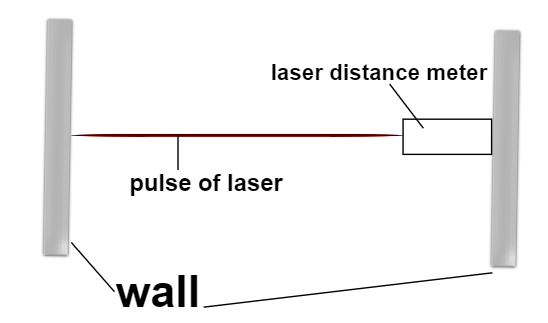 laser distance meter
pulse of laser
wall